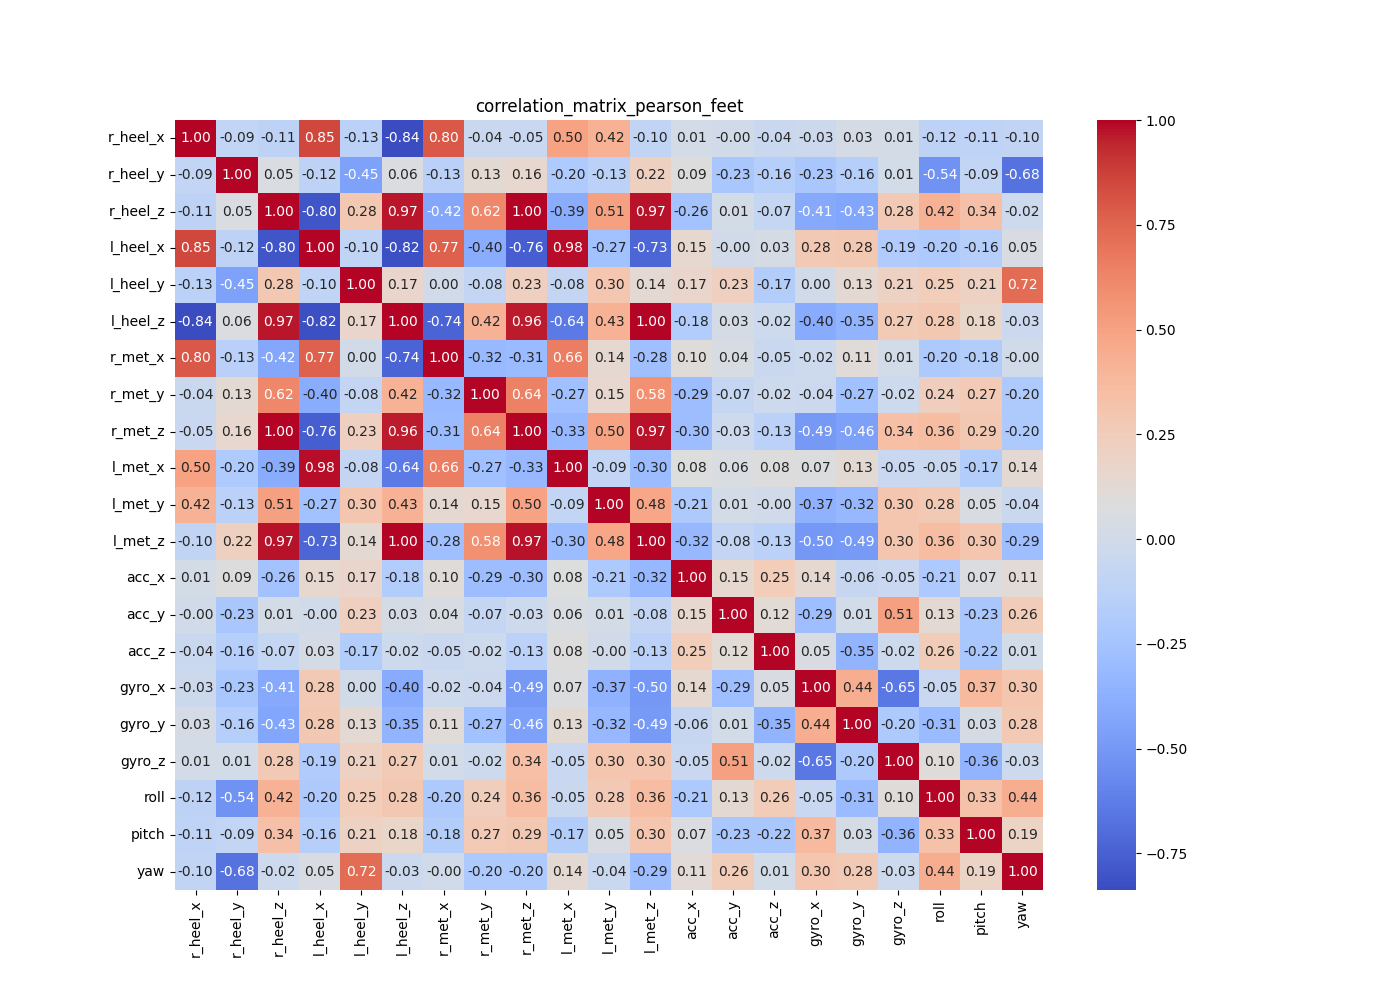 correlation_matrix_pearson_feet
r_heel_x 1.00 -0.09 -0.11 0.85 -0.13 -0.84 0.80 -0.04 -0.05 0.50 0.42 -0.10 0.01 -0.00 -0.04 -0.03 0.03 0.01 -0.12 -0.11 -0.10
r_heel_y -0.09 1.00 0.05 -0.12 -0.45 0.06 -0.13 0.13 0.16 -0.20 -0.13 0.22 0.09 -0.23 -0.16 -0.23 -0.16 0.01 -0.54 -0.09 -0.68
r_heel_z -0.11 0.05 1.00 -0.80 0.28 0.97 -0.42 0.62 1.00 -0.39 0.51 0.97 -0.26 0.01 -0.07 -0.41 -0.43 0.28 0.42 0.34 -0.02
l_heel_x 0.85 -0.12 -0.80 1.00 -0.10 -0.82 0.77 -0.40 -0.76 0.98 -0.27 -0.73 0.15 -0.00 0.03 0.28 0.28 -0.19 -0.20 -0.16 0.05
l_heel_y -0.13 -0.45 0.28 -0.10 1.00 0.17 0.00 -0.08 0.23 -0.08 0.30 0.14 0.17 0.23 -0.17 0.00 0.13 0.21 0.25 0.21 0.72
l_heel_z -0.84 0.06 0.97 -0.82 0.17 1.00 -0.74 0.42 0.96 -0.64 0.43 1.00 -0.18 0.03 -0.02 -0.40 -0.35 0.27 0.28 0.18 -0.03
r_met_x 0.80 -0.13 -0.42 0.77 0.00 -0.74 1.00 -0.32 -0.31 0.66 0.14 -0.28 0.10 0.04 -0.05 -0.02 0.11 0.01 -0.20 -0.18 -0.00
r_met_y -0.04 0.13 0.62 -0.40 -0.08 0.42 -0.32 1.00 0.64 -0.27 0.15 0.58 -0.29 -0.07 -0.02 -0.04 -0.27 -0.02 0.24 0.27 -0.20
r_met_z -0.05 0.16 1.00 -0.76 0.23 0.96 -0.31 0.64 1.00 -0.33 0.50 0.97 -0.30 -0.03 -0.13 -0.49 -0.46 0.34 0.36 0.29 -0.20
l_met_x 0.50 -0.20 -0.39 0.98 -0.08 -0.64 0.66 -0.27 -0.33 1.00 -0.09 -0.30 0.08 0.06 0.08 0.07 0.13 -0.05 -0.05 -0.17 0.14
l_met_y 0.42 -0.13 0.51 -0.27 0.30 0.43 0.14 0.15 0.50 -0.09 1.00 0.48 -0.21 0.01 -0.00 -0.37 -0.32 0.30 0.28 0.05 -0.04
l_met_z -0.10 0.22 0.97 -0.73 0.14 1.00 -0.28 0.58 0.97 -0.30 0.48 1.00 -0.32 -0.08 -0.13 -0.50 -0.49 0.30 0.36 0.30 -0.29
acc_x 0.01 0.09 -0.26 0.15 0.17 -0.18 0.10 -0.29 -0.30 0.08 -0.21 -0.32 1.00 0.15 0.25 0.14 -0.06 -0.05 -0.21 0.07 0.11
acc_y -0.00 -0.23 0.01 -0.00 0.23 0.03 0.04 -0.07 -0.03 0.06 0.01 -0.08 0.15 1.00 0.12 -0.29 0.01 0.51 0.13 -0.23 0.26
acc_z -0.04 -0.16 -0.07 0.03 -0.17 -0.02 -0.05 -0.02 -0.13 0.08 -0.00 -0.13 0.25 0.12 1.00 0.05 -0.35 -0.02 0.26 -0.22 0.01
gyro_x -0.03 -0.23 -0.41 0.28 0.00 -0.40 -0.02 -0.04 -0.49 0.07 -0.37 -0.50 0.14 -0.29 0.05 1.00 0.44 -0.65 -0.05 0.37 0.30
gyro_y 0.03 -0.16 -0.43 0.28 0.13 -0.35 0.11 -0.27 -0.46 0.13 -0.32 -0.49 -0.06 0.01 -0.35 0.44 1.00 -0.20 -0.31 0.03 0.28
gyro_z 0.01 0.01 0.28 -0.19 0.21 0.27 0.01 -0.02 0.34 -0.05 0.30 0.30 -0.05 0.51 -0.02 -0.65 -0.20 1.00 0.10 -0.36 -0.03
roll -0.12 -0.54 0.42 -0.20 0.25 0.28 -0.20 0.24 0.36 -0.05 0.28 0.36 -0.21 0.13 0.26 -0.05 -0.31 0.10 1.00 0.33 0.44
pitch -0.11 -0.09 0.34 -0.16 0.21 0.18 -0.18 0.27 0.29 -0.17 0.05 0.30 0.07 -0.23 -0.22 0.37 0.03 -0.36 0.33 1.00 0.19
yaw -0.10 -0.68 -0.02 0.05 0.72 -0.03 -0.00 -0.20 -0.20 0.14 -0.04 -0.29 0.11 0.26 0.01 0.30 0.28 -0.03 0.44 0.19 1.00
r_heel_x r_heel_y r_heel_z l_heel_x l_heel_y l_heel_z r_met_x r_met_y r_met_z l_met_x l_met_y l_met_z acc_x acc_y acc_z gyro_x gyro_y gyro_z roll pitch yaw
1.00
0.75
0.50
0.25
0.00
−0.25
−0.50
−0.75